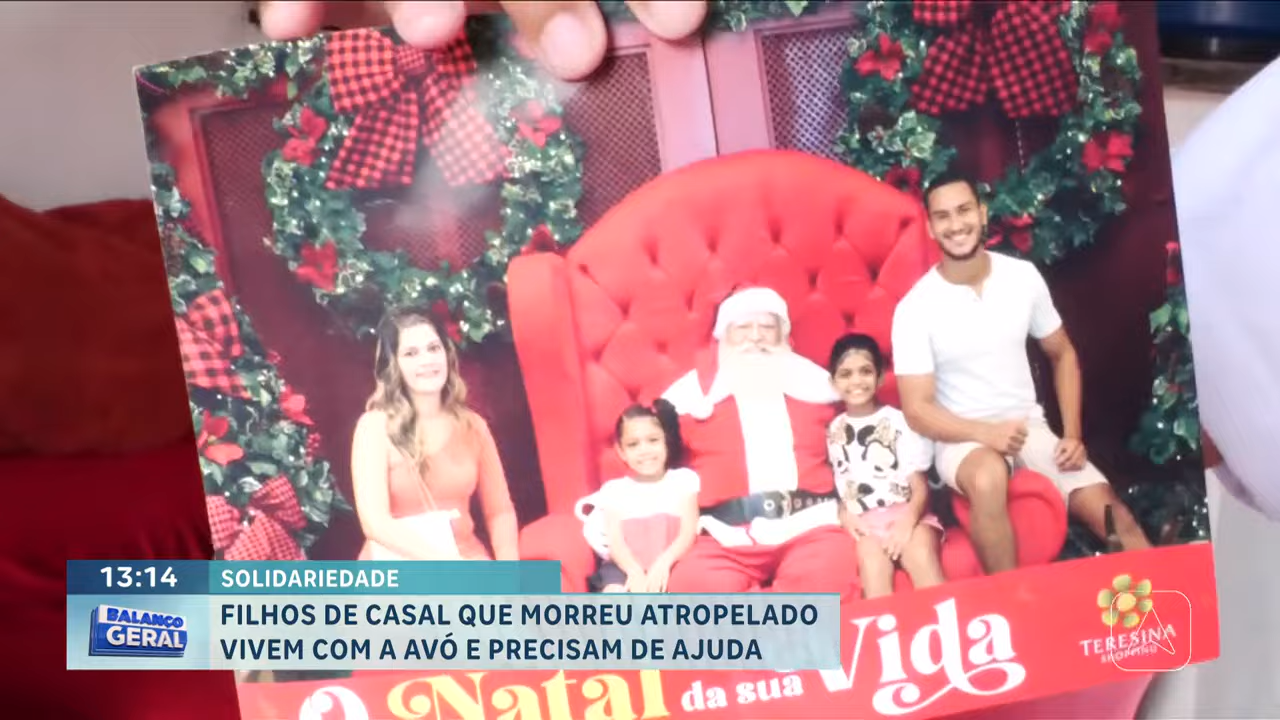 13:14
SOLIDARIEDADE
BALANÇO
GERAL
FILHOS DE CASAL QUE MORREU ATROPELADO
VIVEM COM A AVÓ E PRECISAM DE AJUDA
O Natal da sua Vida
TERESINA
SHOPPING